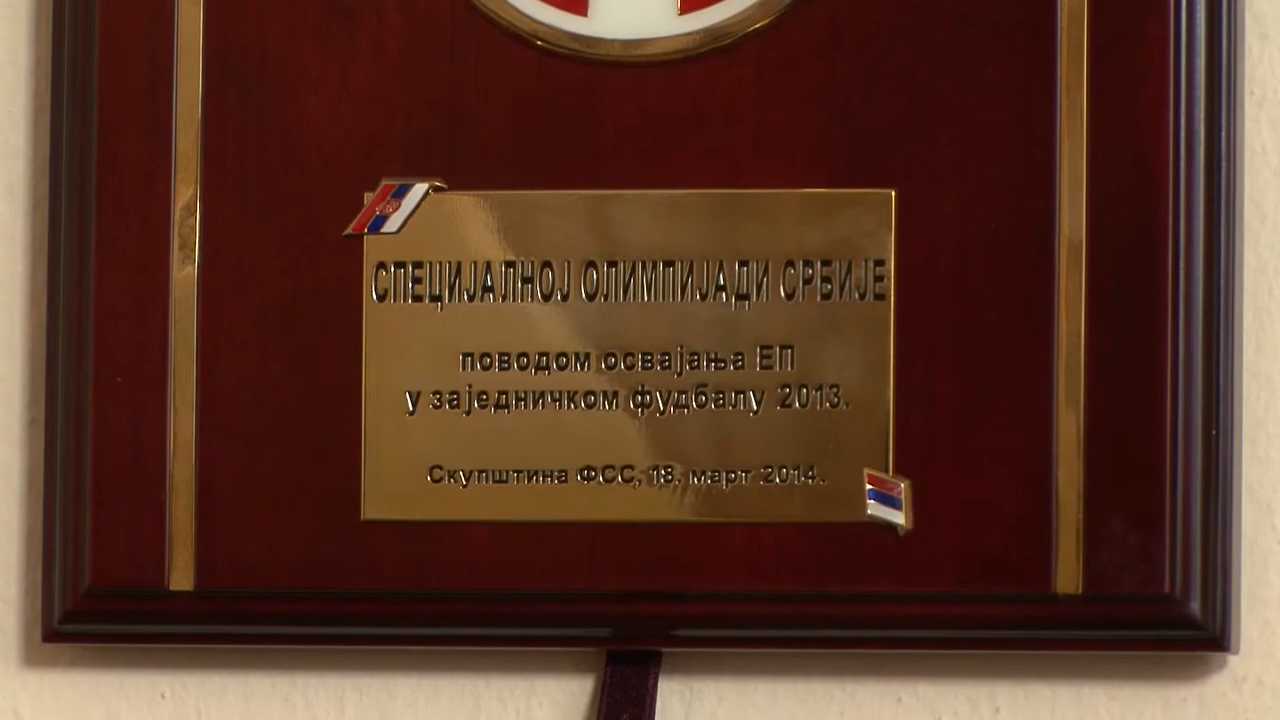 СПЕЦИЈАЛНОЈ ОЛИМПИЈАДИ СРБИЈЕ
поводом освајања ЕП
у заједничком фудбалу 2013.
Скупштина ФСС, 18. март 2014.